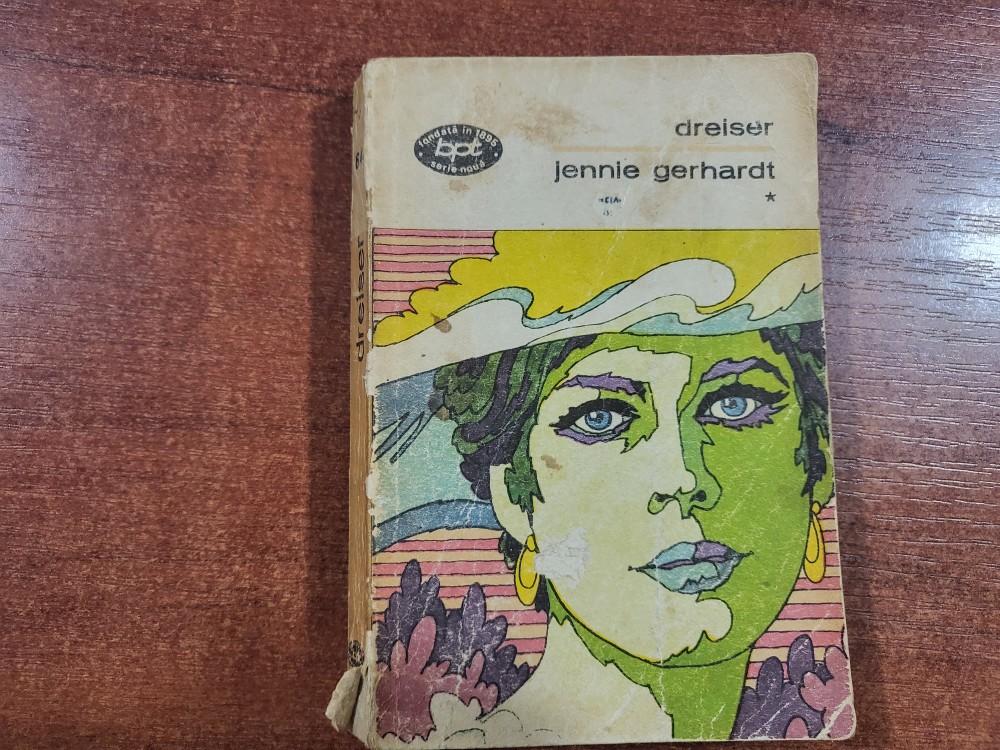 fondată în 1895
bpt
serie nouă
dreiser
jennie gerhardt
*
dreiser